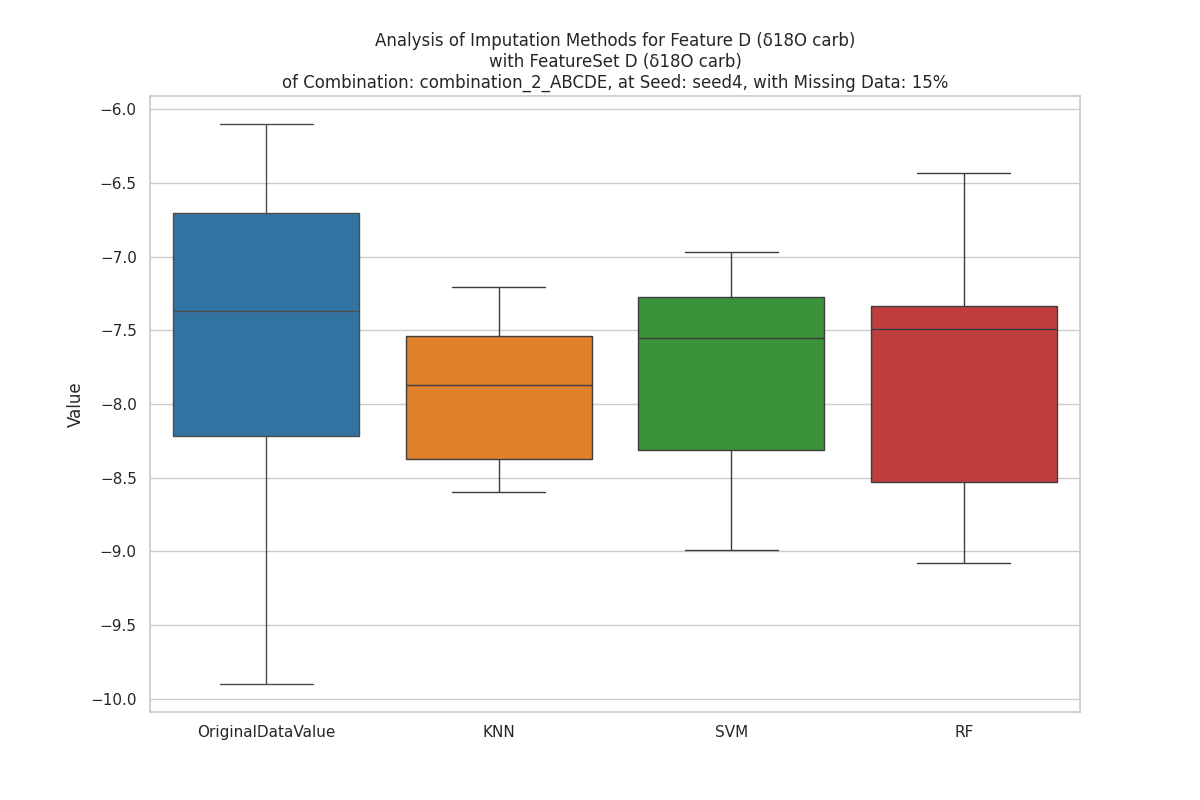 Analysis of Imputation Methods for Feature D (δ18O carb)
with FeatureSet D (δ18O carb)
of Combination: combination_2_ABCDE, at Seed: seed4, with Missing Data: 15%
−6.0
−6.5
−7.0
−7.5
−8.0
−8.5
−9.0
−9.5
−10.0
Value
OriginalDataValue
KNN
SVM
RF